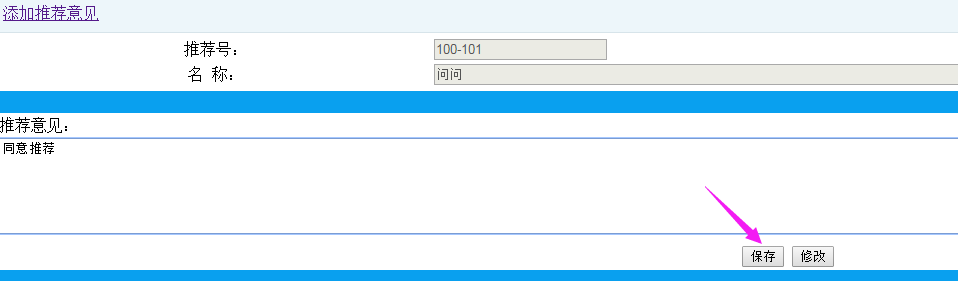 添加推荐意见
推荐号： 100-101
名 称： 问问
推荐意见：
同意推荐
保存 修改